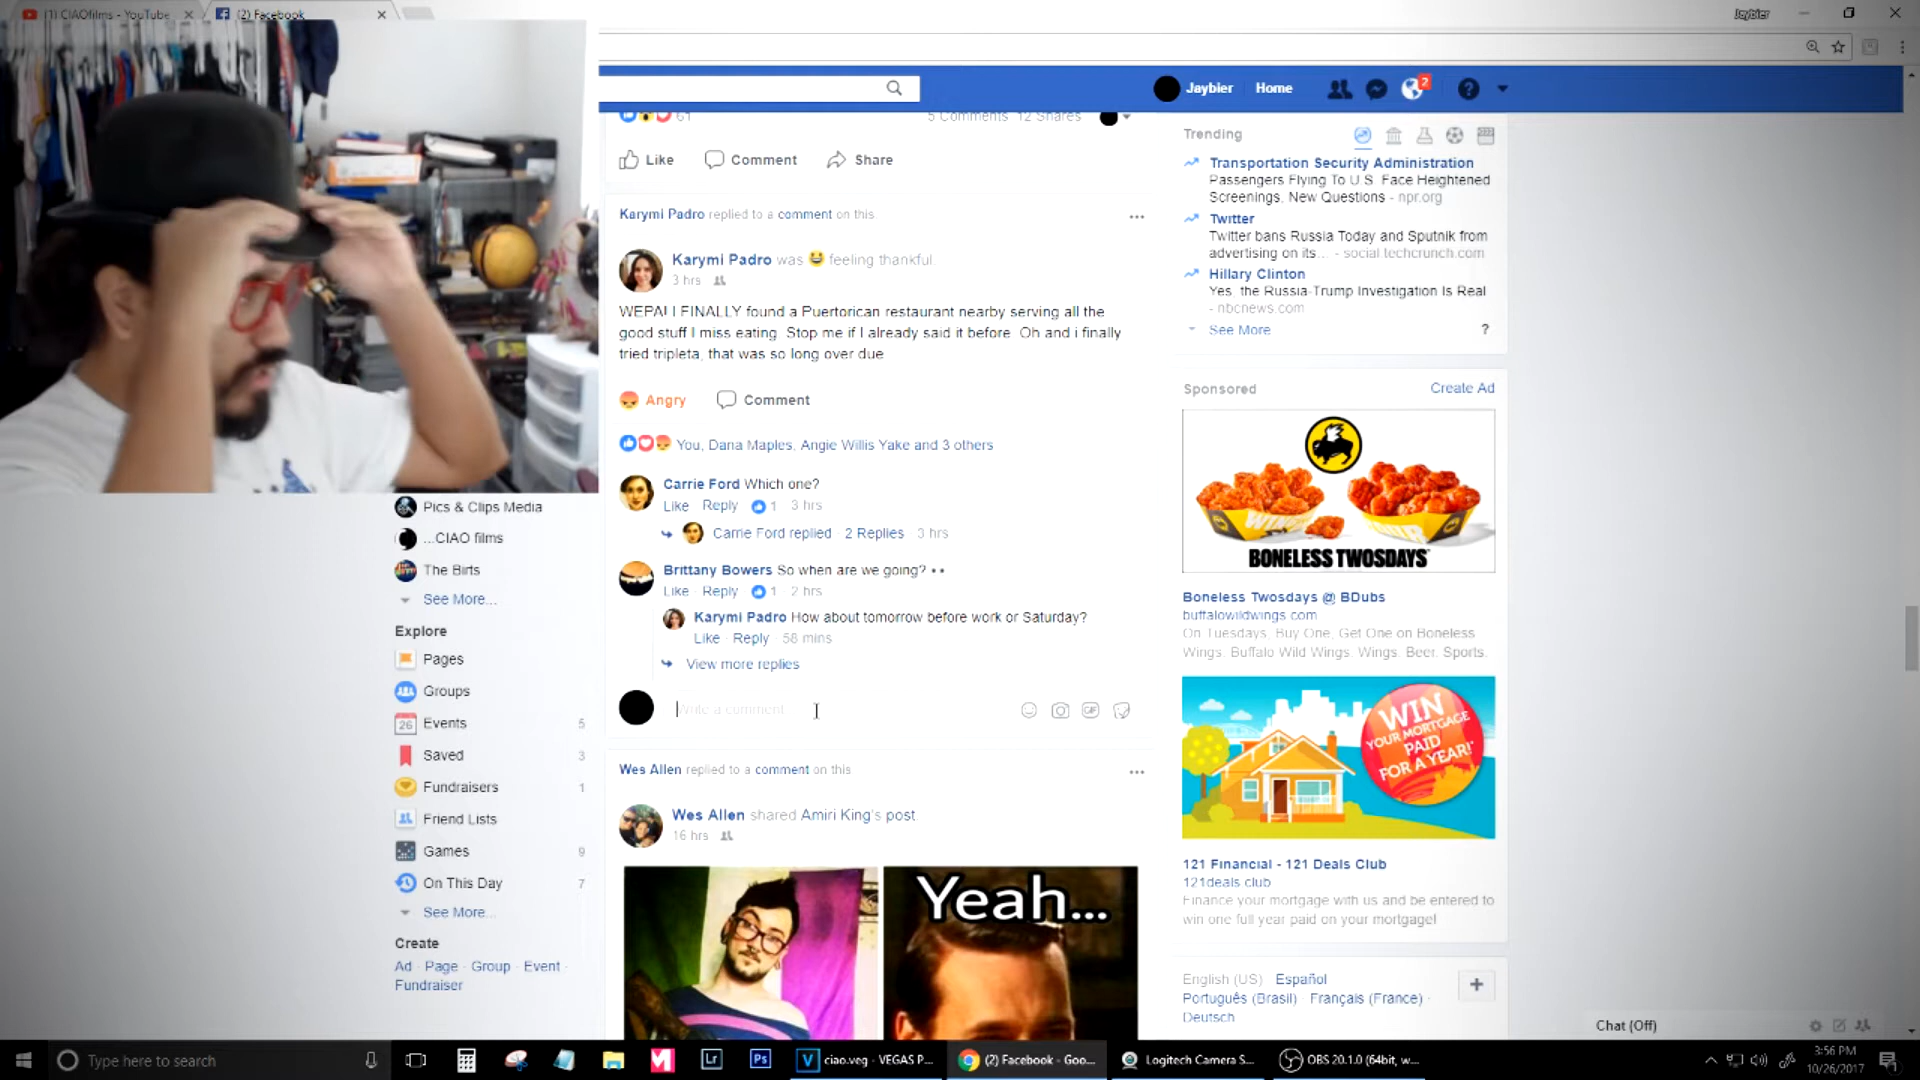 (1) CIAOfilms - YouTube
(2) Facebook
Jaybier
Jaybier
Home
2
61
5 Comments 12 Shares
Like
Comment
Share
Karymi Padro replied to a comment on this.
Karymi Padro was feeling thankful.
3 hrs
WEPA! I FINALLY found a Puertorican restaurant nearby serving all the
good stuff I miss eating. Stop me if I already said it before. Oh and i finally
tried tripleta, that was so long over due
Angry
Comment
You, Dana Maples, Angie Willis Yake and 3 others
Carrie Ford Which one?
Like · Reply · 1 · 3 hrs
Carrie Ford replied · 2 Replies · 3 hrs
Brittany Bowers So when are we going?
Like · Reply · 1 · 2 hrs
Karymi Padro How about tomorrow before work or Saturday?
Like · Reply · 58 mins
View more replies
Write a comment
GIF
Wes Allen replied to a comment on this
Wes Allen shared Amiri King's post.
16 hrs
Yeah...
Pics & Clips Media
...CIAO films
The Birts
See More...
Explore
Pages
Groups
26 Events 5
Saved 3
Fundraisers 1
Friend Lists
Games 9
On This Day 7
See More...
Create
Ad · Page · Group · Event ·
Fundraiser
Trending
Transportation Security Administration
Passengers Flying To U.S. Face Heightened
Screenings, New Questions - npr.org
Twitter
Twitter bans Russia Today and Sputnik from
advertising on its... - social.techcrunch.com
Hillary Clinton
Yes, the Russia-Trump Investigation Is Real
- nbcnews.com
See More
?
Sponsored
Create Ad
BONELESS TWOSDAYS
Boneless Twosdays @ BDubs
buffalowildwings.com
On Tuesdays, Buy One, Get One on Boneless
Wings. Buffalo Wild Wings. Wings. Beer. Sports.
WIN
YOUR MORTGAGE
PAID
FOR A YEAR!*
121 Financial - 121 Deals Club
121deals.club
Finance your mortgage with us and be entered to
win one full year paid on your mortgage!
English (US) · Español
Português (Brasil) · Français (France) ·
Deutsch
Chat (Off)
Type here to search
Lr
Ps
V
ciao.veg - VEGAS P...
(2) Facebook - Goo...
Logitech Camera S...
OBS 20.1.0 (64bit, w...
3:56 PM
10/26/2017